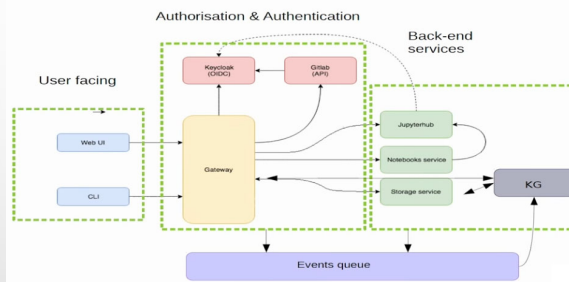 Authorisation & Authentication
Back-end
services
User facing
Keycloak
(OIDC)
Gitlab
(API)
Web UI
CLI
Gateway
Jupyterhub
Notebooks service
Storage service
KG
Events queue